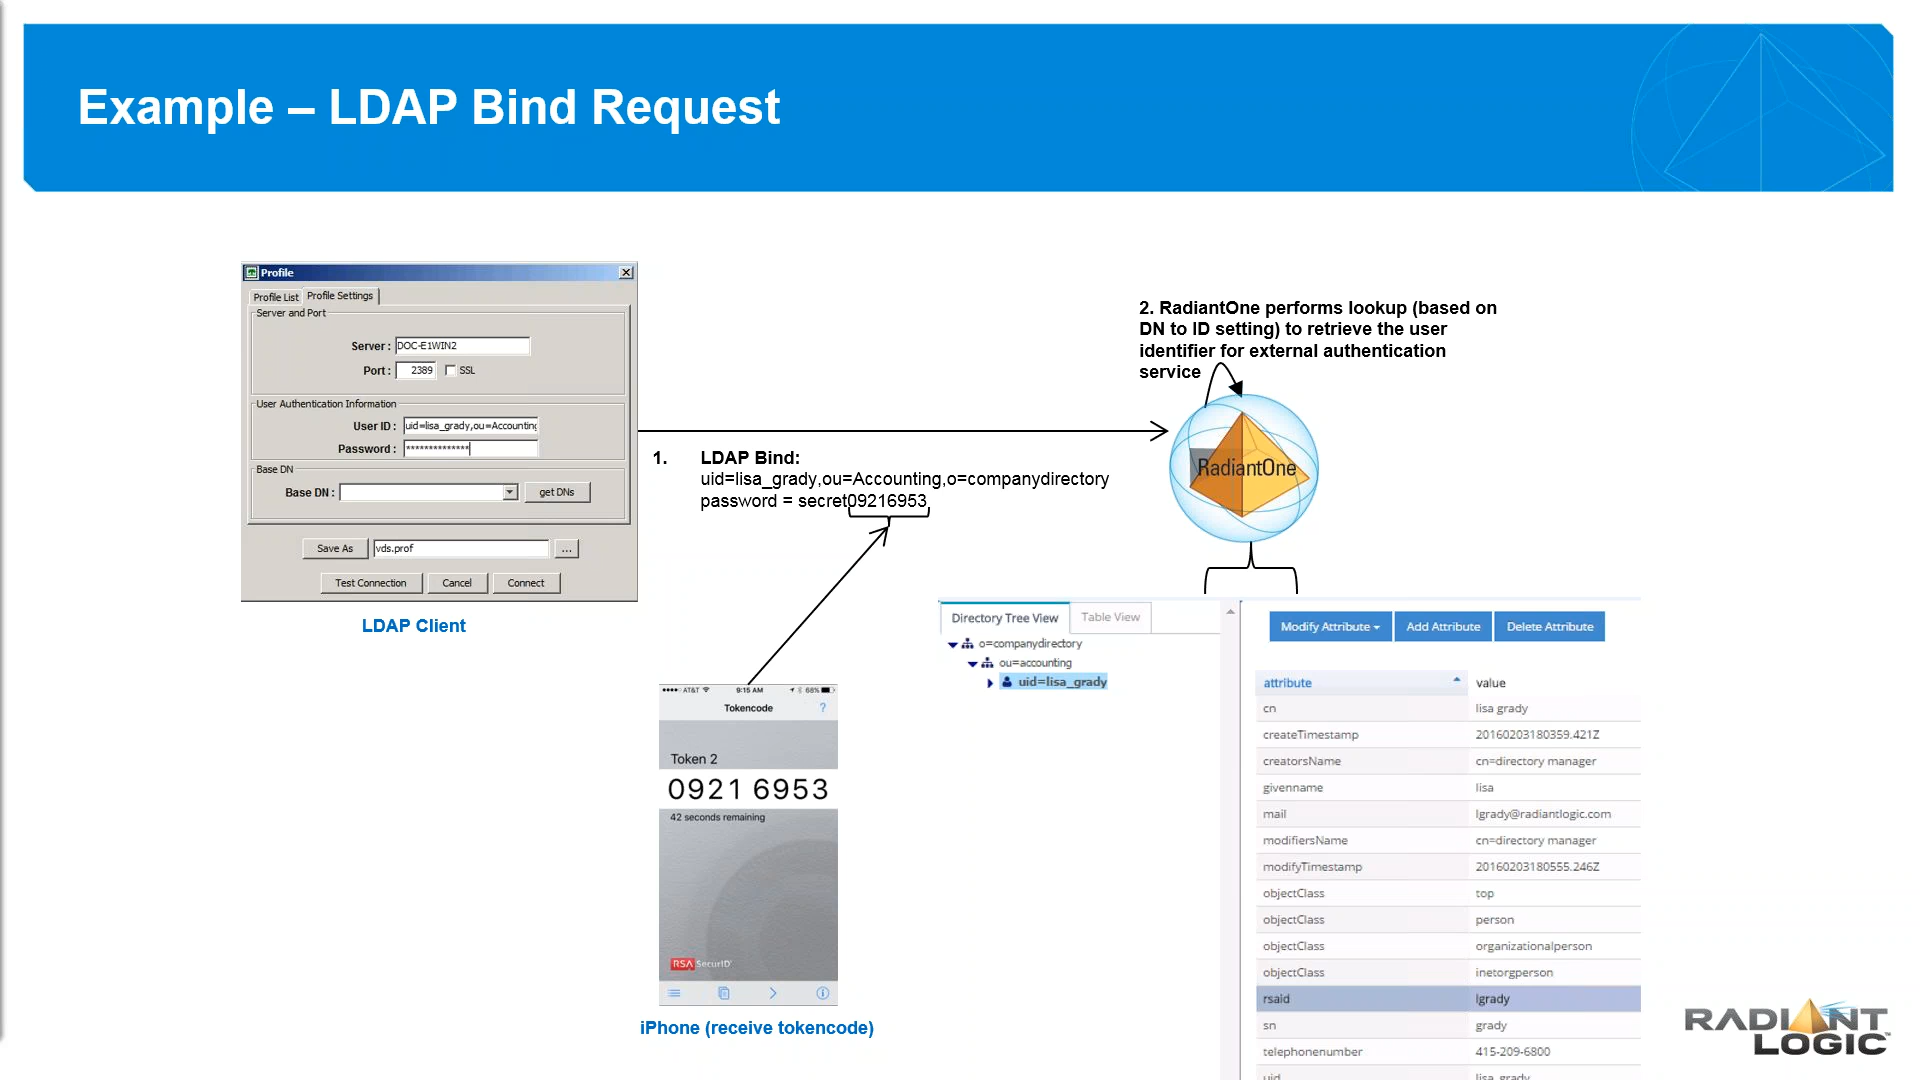 Example – LDAP Bind Request
Profile
Profile List
Profile Settings
Server and Port
Server :
DOC-E1WIN2
Port :
2389
SSL
User Authentication Information
User ID :
uid=lisa_grady,ou=Accounting
Password :
**************
Base DN
Base DN :
get DNs
Save As
vds.prof
...
Test Connection
Cancel
Connect
LDAP Client
1.
LDAP Bind:
uid=lisa_grady,ou=Accounting,o=companydirectory
password = secret09216953
2. RadiantOne performs lookup (based on
DN to ID setting) to retrieve the user
identifier for external authentication
service
RadiantOne
AT&T
9:15 AM
68%
Tokencode
?
Token 2
0921 6953
42 seconds remaining
RSA SecurID
iPhone (receive tokencode)
Directory Tree View
Table View
o=companydirectory
ou=accounting
uid=lisa_grady
Modify Attribute
Add Attribute
Delete Attribute
attribute value
cn lisa grady
createTimestamp 20160203180359.421Z
creatorsName cn=directory manager
givenname lisa
mail lgrady@radiantlogic.com
modifiersName cn=directory manager
modifyTimestamp 20160203180555.246Z
objectClass top
objectClass person
objectClass organizationalperson
objectClass inetorgperson
rsaid lgrady
sn grady
telephonenumber 415-209-6800
uid lisa_grady
RADIANT
LOGIC